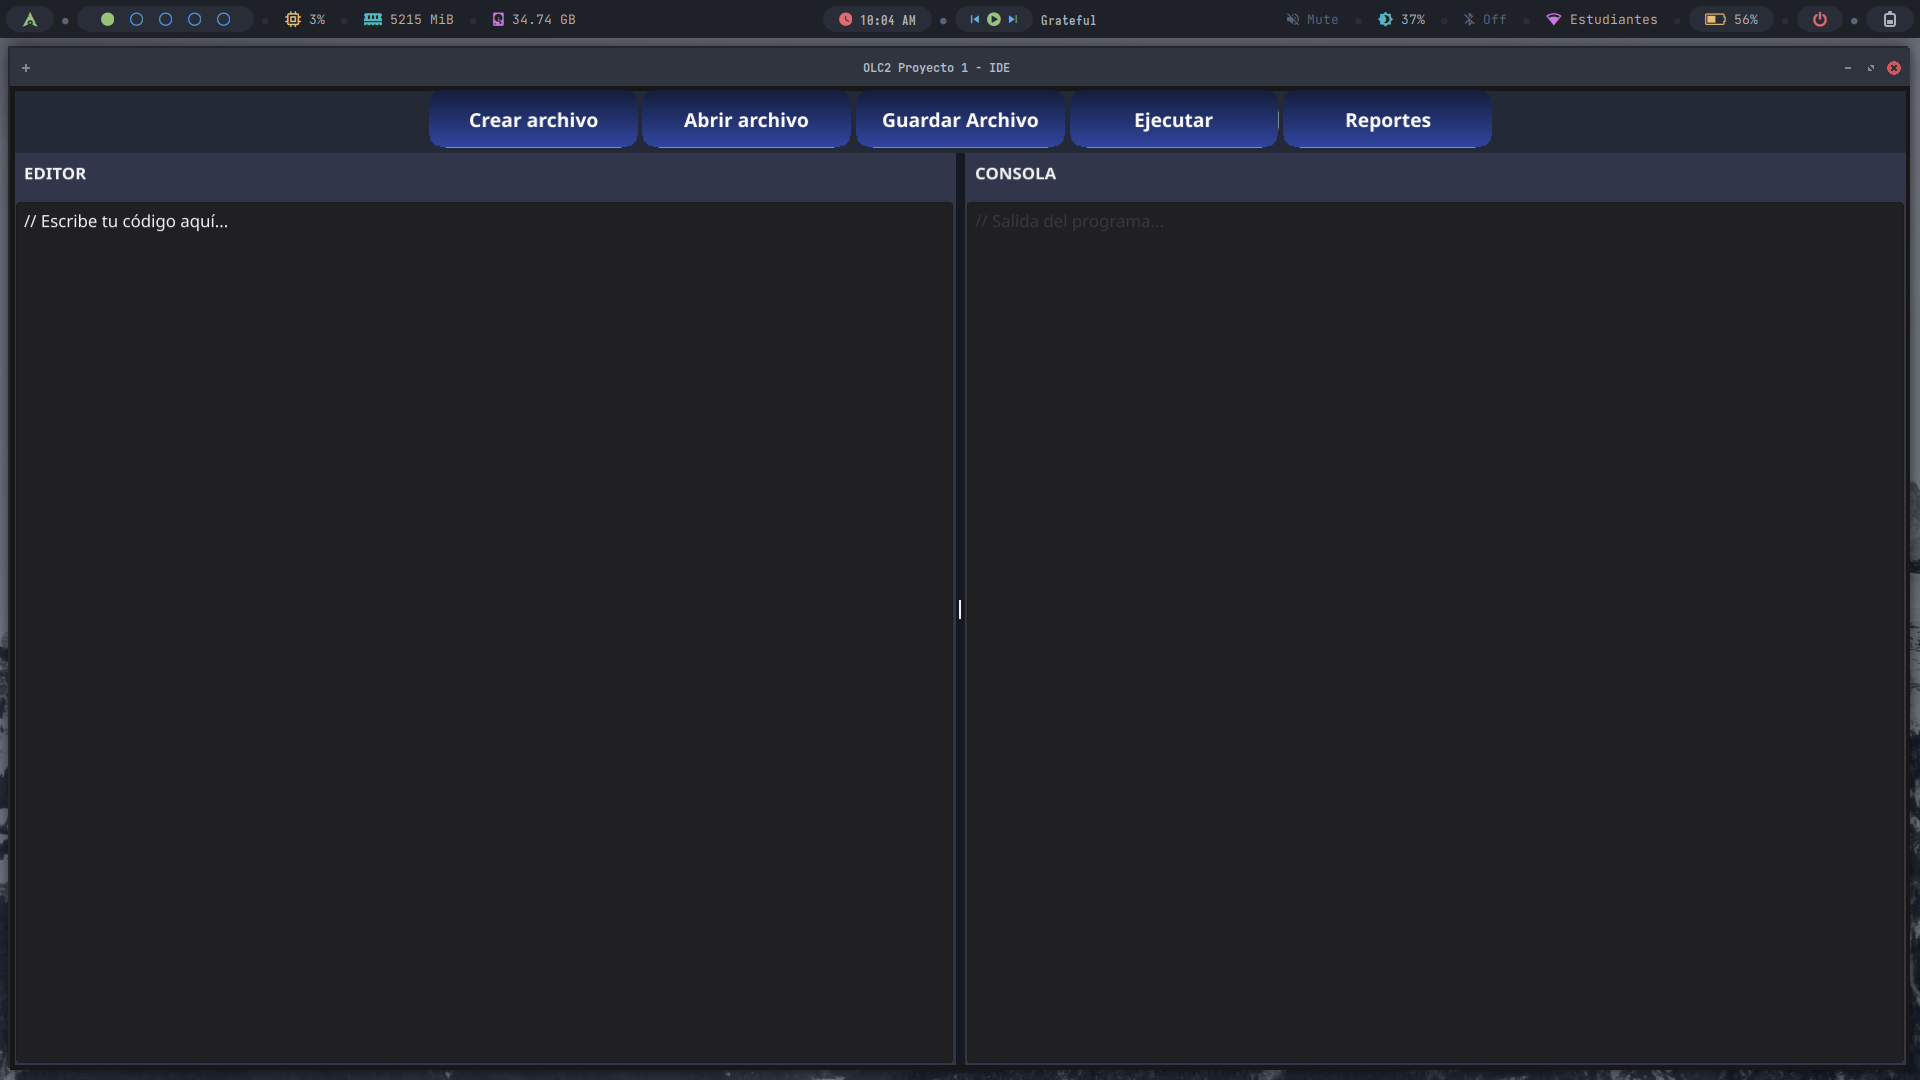 3% 5215 MiB 34.74 GB 10:04 AM Grateful Mute 37% Off Estudiantes 56%
+ OLC2 Proyecto 1 - IDE
Crear archivo Abrir archivo Guardar Archivo Ejecutar Reportes
EDITOR
CONSOLA
// Escribe tu código aquí...
// Salida del programa...